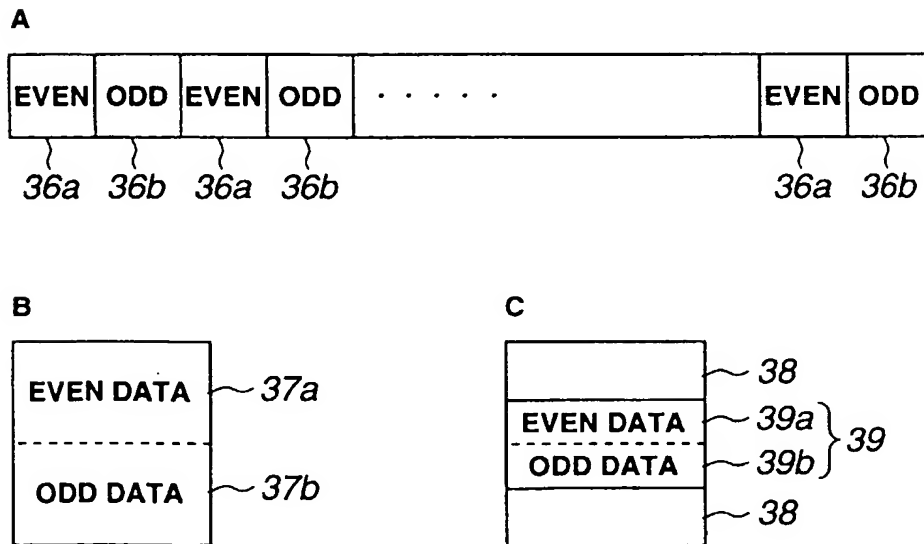 A
EVEN ODD EVEN ODD ..... EVEN ODD
36a 36b 36a 36b 36a 36b
B
EVEN DATA 37a
ODD DATA 37b
C
38
EVEN DATA 39a
39
ODD DATA 39b
38